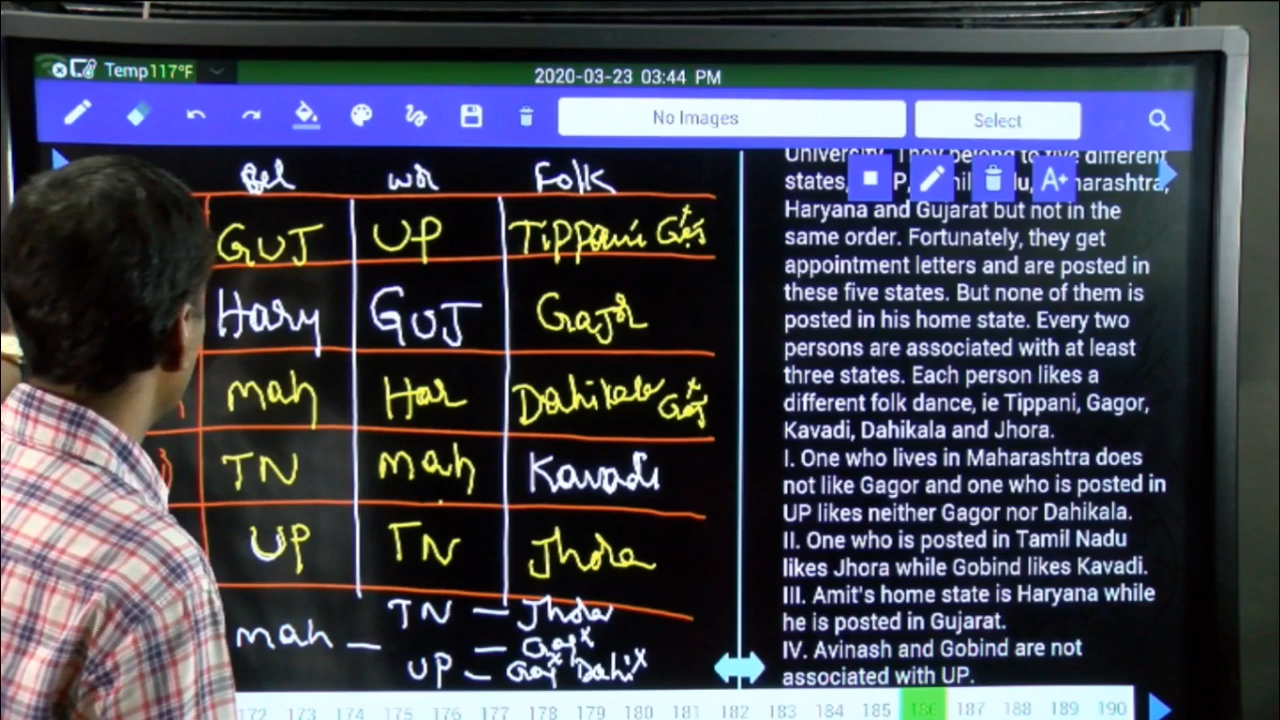 Temp 117°F
2020-03-23 03:44 PM
No Images
Select
A+
Bel wor Folk
GUJ UP Tippani
Hary GUJ Gagor
mah Har Dahikala
TN mah Kavadi
UP TN Jhora
TN — Jhora
mah —
UP — Dahi x
University. They belong to five different
states,
Haryana and Gujarat but not in the
same order. Fortunately, they get
appointment letters and are posted in
these five states. But none of them is
posted in his home state. Every two
persons are associated with at least
three states. Each person likes a
different folk dance, ie Tippani, Gagor,
Kavadi, Dahikala and Jhora.
I. One who lives in Maharashtra does
not like Gagor and one who is posted in
UP likes neither Gagor nor Dahikala.
II. One who is posted in Tamil Nadu
likes Jhora while Gobind likes Kavadi.
III. Amit's home state is Haryana while
he is posted in Gujarat.
IV. Avinash and Gobind are not
associated with UP.
172 173 174 175 176 177 178 179 180 181 182 183 184 185 186 187 188 189 190